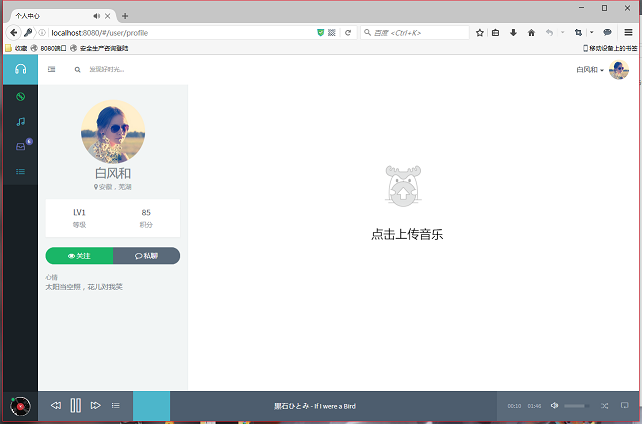 个人中心
localhost:8080/#/user/profile
百度 <Ctrl+K>
收藏 8080端口 安全生产咨询登陆 移动设备上的书签
发现好时光...
白风和
6
白风和
安徽，芜湖
LV1 85
等级 积分
关注 私聊
心情
太阳当空照，花儿对我笑
点击上传音乐
黒石ひとみ - If I were a Bird
00:10 01:46